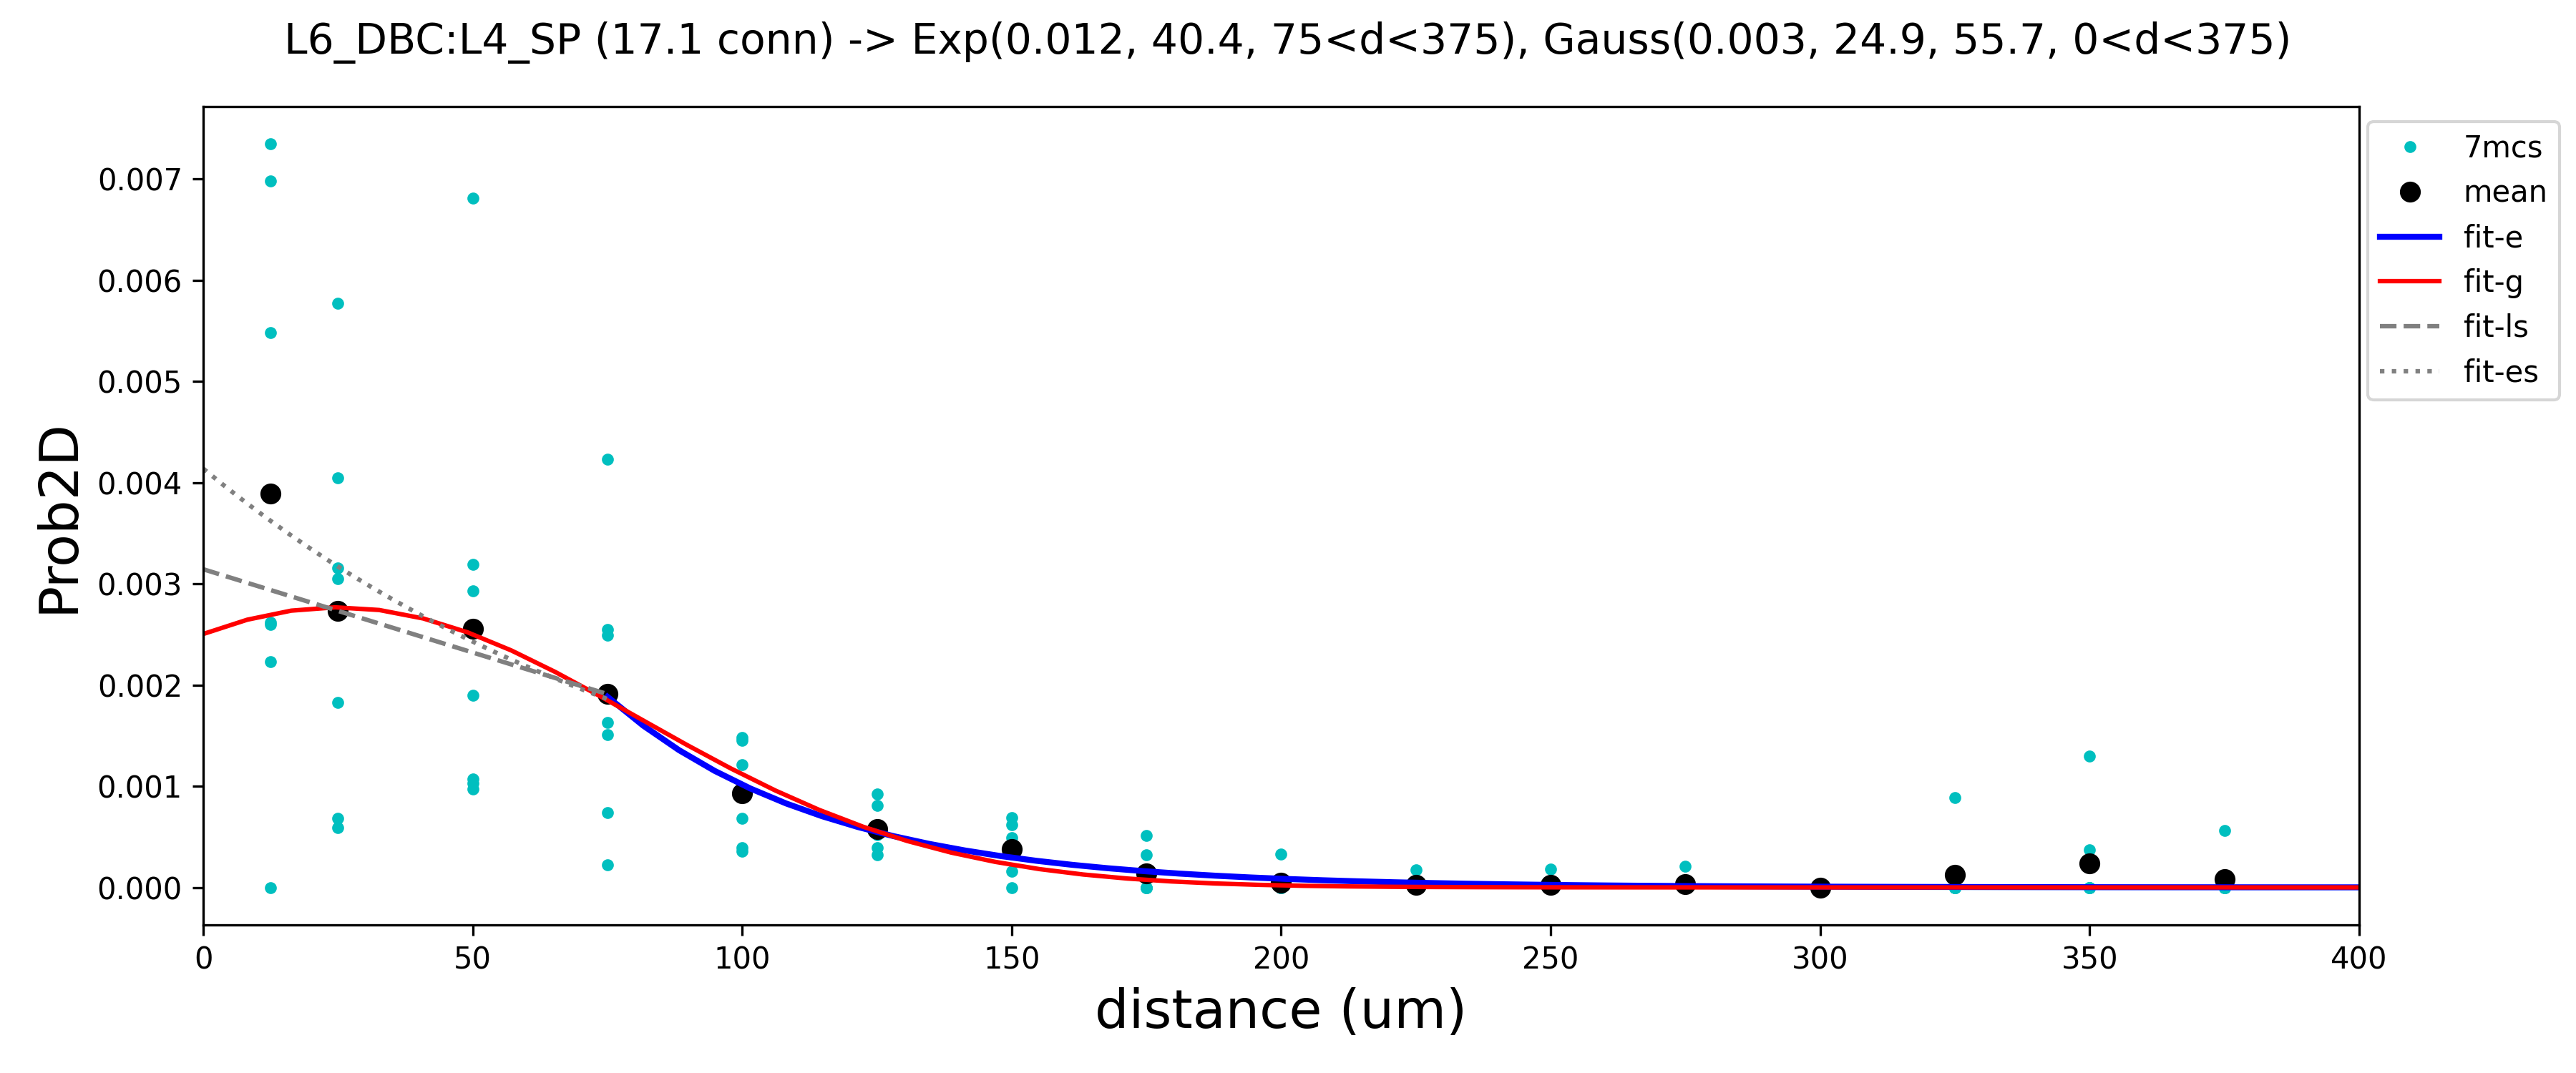 L6_DBC:L4_SP (17.1 conn) -> Exp(0.012, 40.4, 75<d<375), Gauss(0.003, 24.9, 55.7, 0<d<375)
0.007
0.006
0.005
0.004
0.003
0.002
0.001
0.000
Prob2D
0 50 100 150 200 250 300 350 400
distance (um)
7mcs
mean
fit-e
fit-g
fit-ls
fit-es